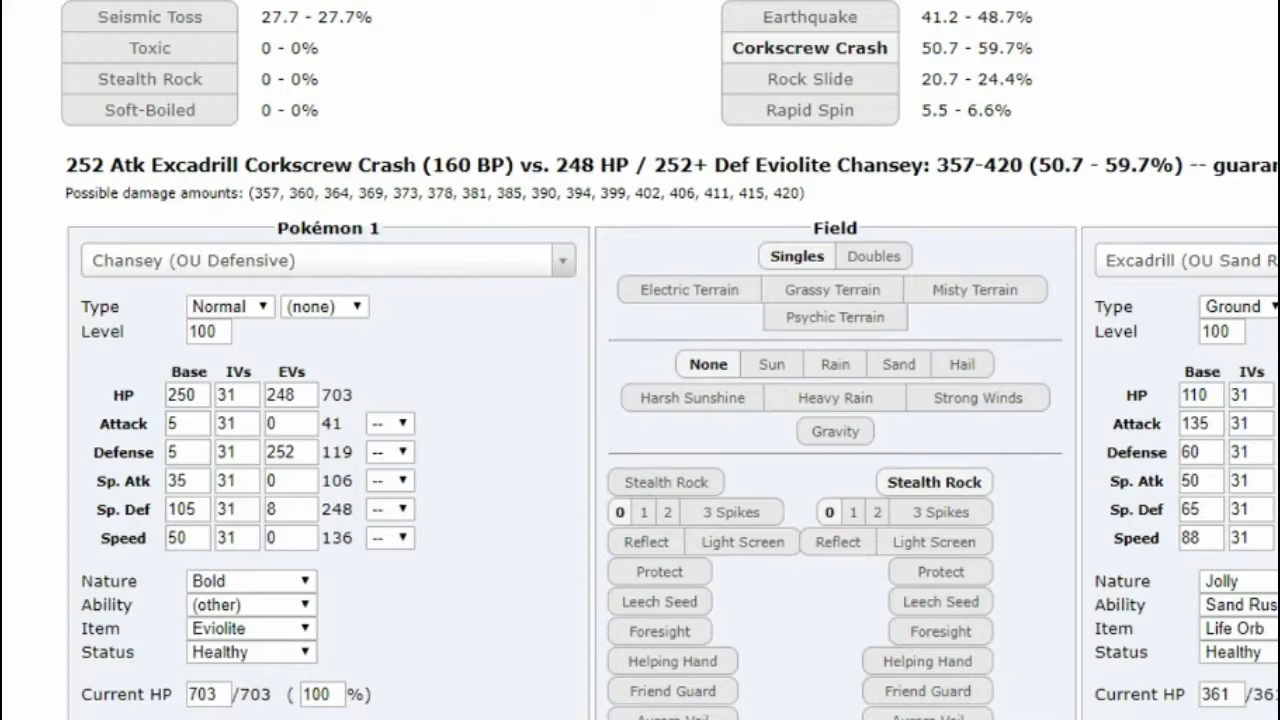 Seismic Toss 27.7 - 27.7% Earthquake 41.2 - 48.7%
Toxic 0 - 0% Corkscrew Crash 50.7 - 59.7%
Stealth Rock 0 - 0% Rock Slide 20.7 - 24.4%
Soft-Boiled 0 - 0% Rapid Spin 5.5 - 6.6%
252 Atk Excadrill Corkscrew Crash (160 BP) vs. 248 HP / 252+ Def Eviolite Chansey: 357-420 (50.7 - 59.7%) -- guaran
Possible damage amounts: (357, 360, 364, 369, 373, 378, 381, 385, 390, 394, 399, 402, 406, 411, 415, 420)
Pokémon 1
Chansey (OU Defensive)
Type Normal (none)
Level 100
Base IVs EVs
HP 250 31 248 703
Attack 5 31 0 41 --
Defense 5 31 252 119 --
Sp. Atk 35 31 0 106 --
Sp. Def 105 31 8 248 --
Speed 50 31 0 136 --
Nature Bold
Ability (other)
Item Eviolite
Status Healthy
Current HP 703 /703 ( 100 %)
Field
Singles Doubles
Electric Terrain Grassy Terrain Misty Terrain
Psychic Terrain
None Sun Rain Sand Hail
Harsh Sunshine Heavy Rain Strong Winds
Gravity
Stealth Rock Stealth Rock
0 1 2 3 Spikes 0 1 2 3 Spikes
Reflect Light Screen Reflect Light Screen
Protect Protect
Leech Seed Leech Seed
Foresight Foresight
Helping Hand Helping Hand
Friend Guard Friend Guard
Aurora Veil Aurora Veil
Excadrill (OU Sand R
Type Ground
Level 100
Base IVs
HP 110 31
Attack 135 31
Defense 60 31
Sp. Atk 50 31
Sp. Def 65 31
Speed 88 31
Nature Jolly
Ability Sand Rus
Item Life Orb
Status Healthy
Current HP 361 /36